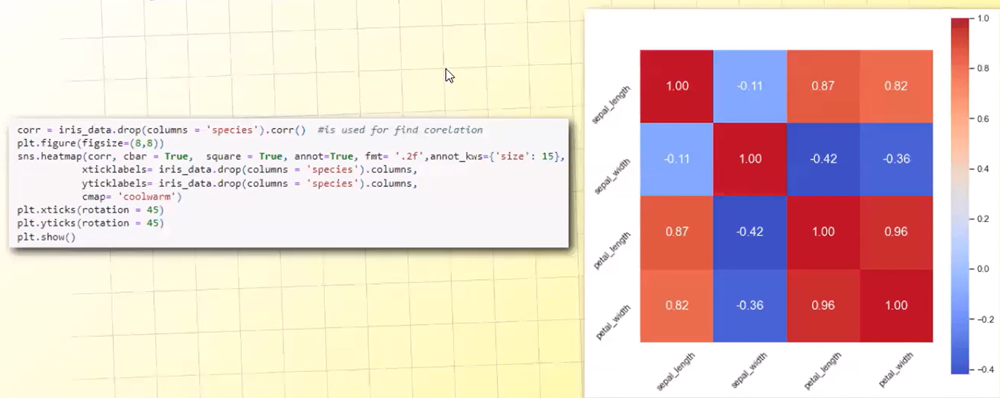 corr = iris_data.drop(columns = 'species').corr()  #is used for find corelation
plt.figure(figsize=(8,8))
sns.heatmap(corr, cbar = True,  square = True, annot=True, fmt= '.2f',annot_kws={'size': 15},
           xticklabels= iris_data.drop(columns = 'species').columns,
           yticklabels= iris_data.drop(columns = 'species').columns,
           cmap= 'coolwarm')
plt.xticks(rotation = 45)
plt.yticks(rotation = 45)
plt.show()
sepal_length
1.00 -0.11 0.87 0.82
sepal_width
-0.11 1.00 -0.42 -0.36
petal_length
0.87 -0.42 1.00 0.96
petal_width
0.82 -0.36 0.96 1.00
sepal_length sepal_width petal_length petal_width
1.0
0.8
0.6
0.4
0.2
0.0
−0.2
−0.4